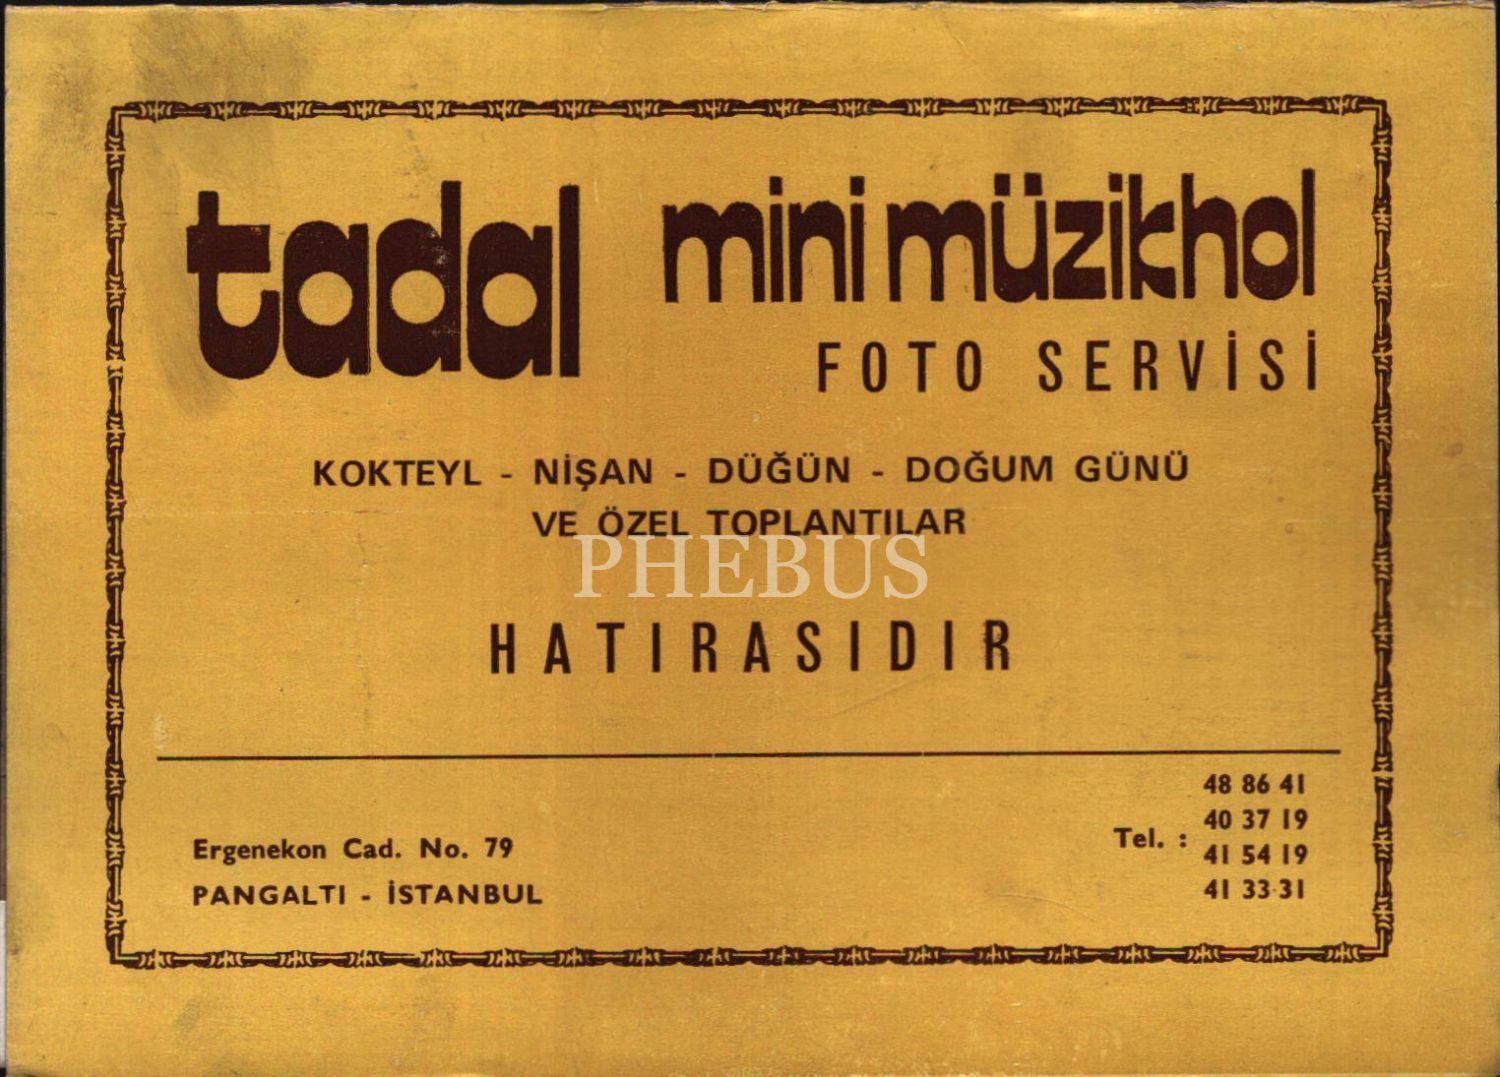 tadal mini müzikhol
FOTO SERVİSİ
KOKTEYL - NİŞAN - DÜĞÜN - DOĞUM GÜNÜ
VE ÖZEL TOPLANTILAR
PHEBUS
HATIRASIDIR
Ergenekon Cad. No. 79
PANGALTI - İSTANBUL
Tel. :
48 86 41
40 37 19
41 54 19
41 33 31